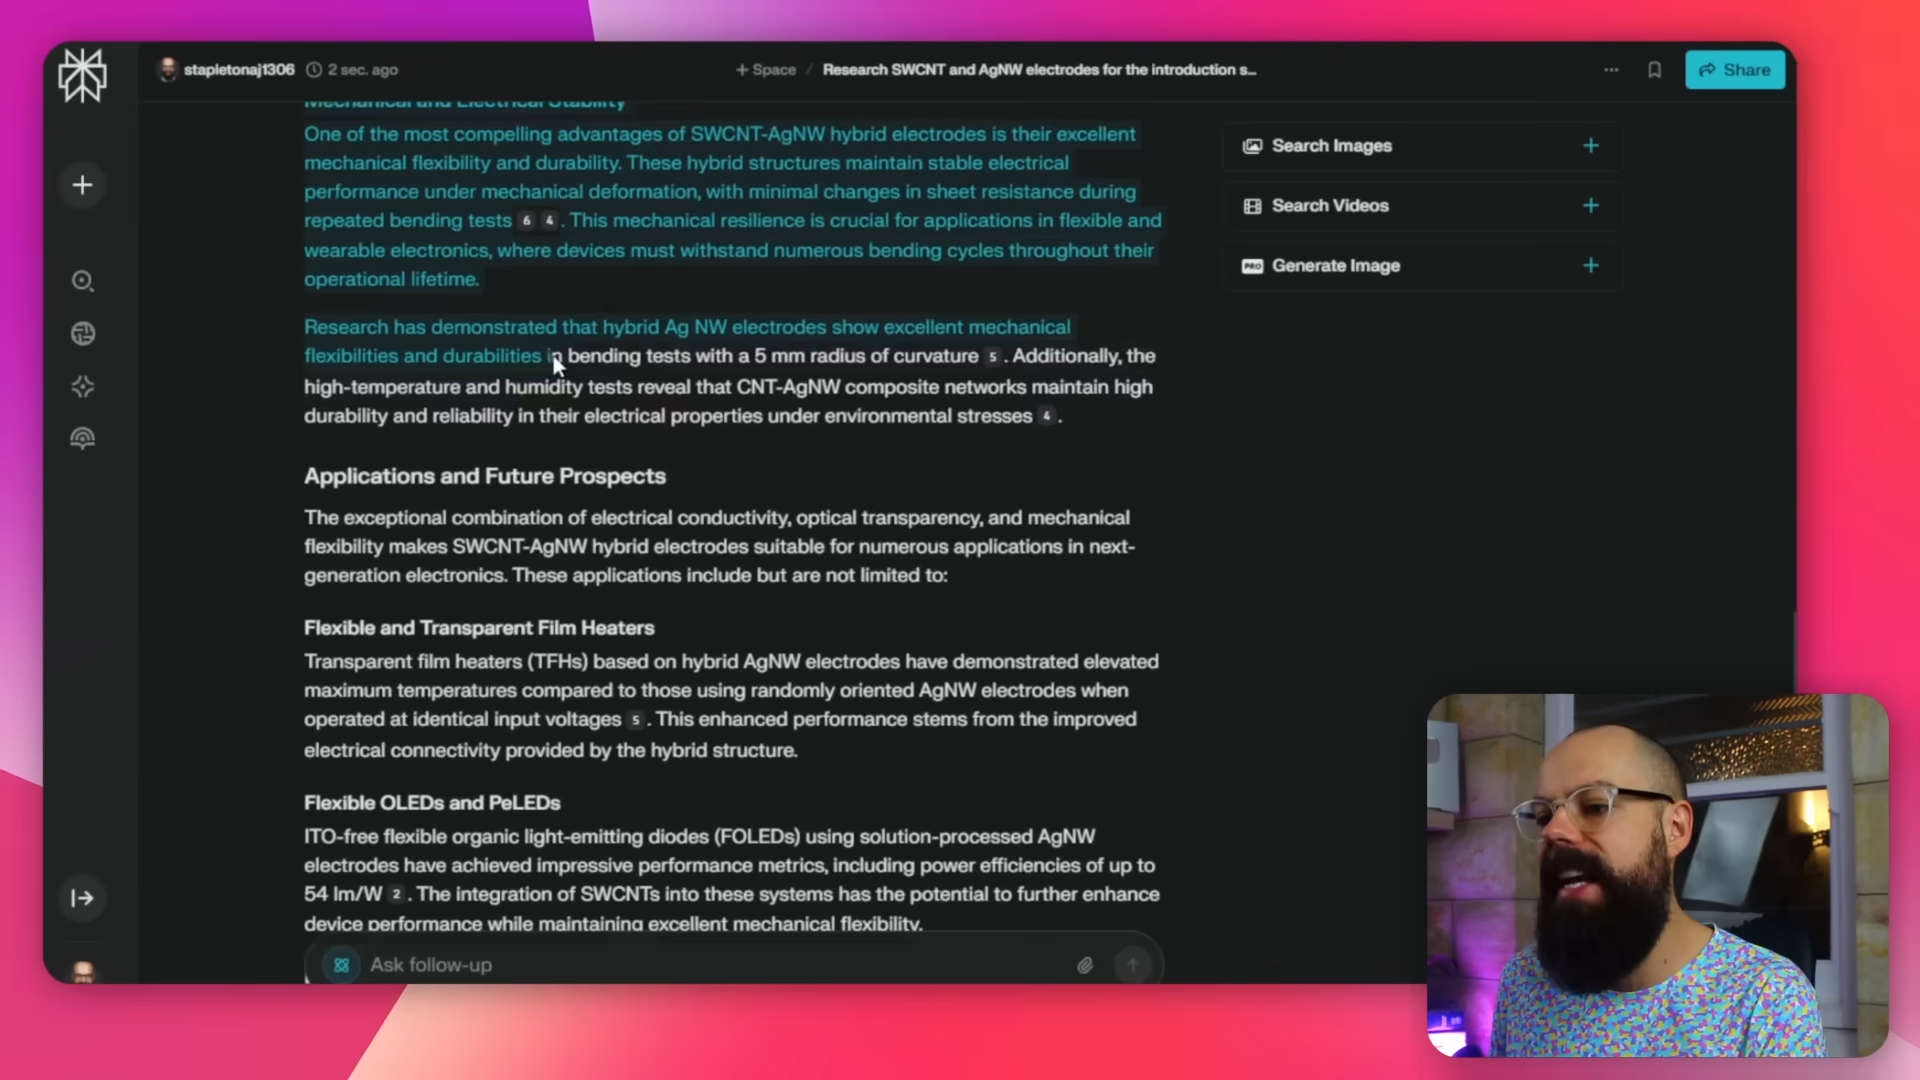 stapletonaj1306 2 sec. ago + Space / Research SWCNT and AgNW electrodes for the introduction s... Share
Mechanical and Electrical Stability
One of the most compelling advantages of SWCNT-AgNW hybrid electrodes is their excellent
mechanical flexibility and durability. These hybrid structures maintain stable electrical
performance under mechanical deformation, with minimal changes in sheet resistance during
repeated bending tests 6 4 . This mechanical resilience is crucial for applications in flexible and
wearable electronics, where devices must withstand numerous bending cycles throughout their
operational lifetime.
Research has demonstrated that hybrid Ag NW electrodes show excellent mechanical
flexibilities and durabilities in bending tests with a 5 mm radius of curvature 5 . Additionally, the
high-temperature and humidity tests reveal that CNT-AgNW composite networks maintain high
durability and reliability in their electrical properties under environmental stresses 4 .
Applications and Future Prospects
The exceptional combination of electrical conductivity, optical transparency, and mechanical
flexibility makes SWCNT-AgNW hybrid electrodes suitable for numerous applications in next-
generation electronics. These applications include but are not limited to:
Flexible and Transparent Film Heaters
Transparent film heaters (TFHs) based on hybrid AgNW electrodes have demonstrated elevated
maximum temperatures compared to those using randomly oriented AgNW electrodes when
operated at identical input voltages 5 . This enhanced performance stems from the improved
electrical connectivity provided by the hybrid structure.
Flexible OLEDs and PeLEDs
ITO-free flexible organic light-emitting diodes (FOLEDs) using solution-processed AgNW
electrodes have achieved impressive performance metrics, including power efficiencies of up to
54 lm/W 2 . The integration of SWCNTs into these systems has the potential to further enhance
device performance while maintaining excellent mechanical flexibility.
Ask follow-up
Search Images +
Search Videos +
PRO Generate Image +